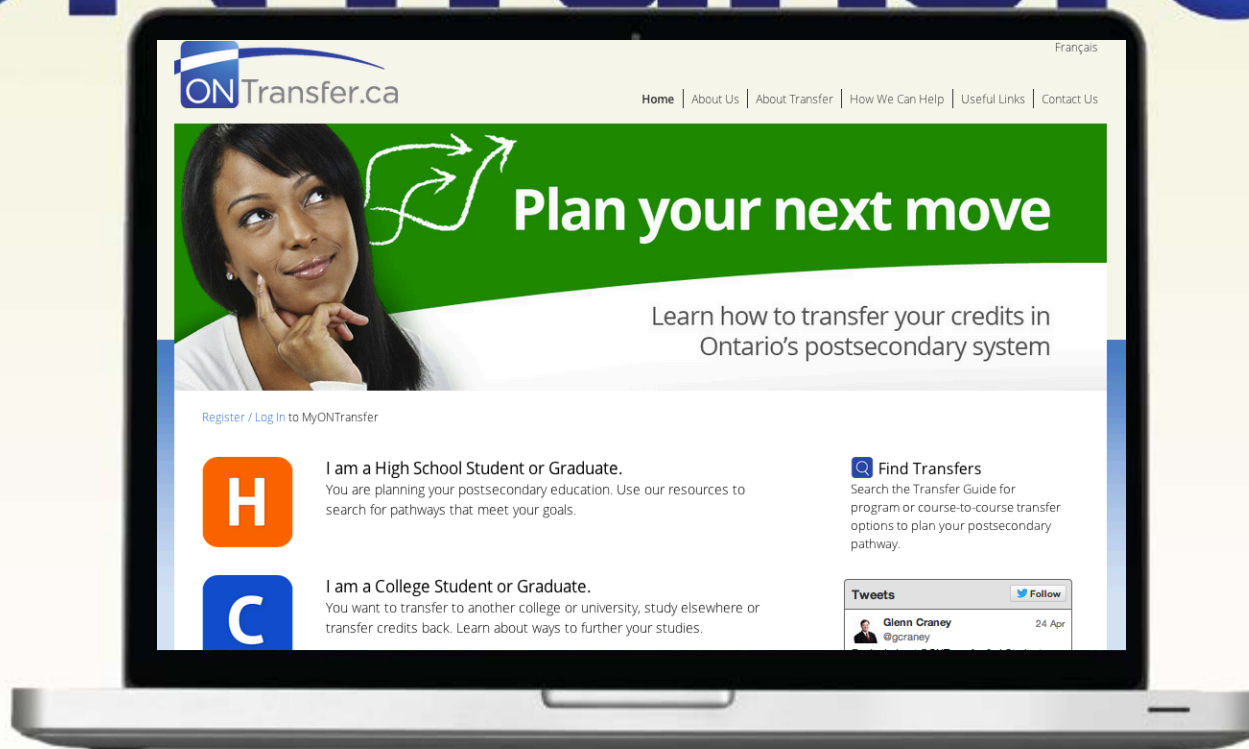 Français
ONTransfer.ca
Home | About Us | About Transfer | How We Can Help | Useful Links | Contact Us
Plan your next move
Learn how to transfer your credits in
Ontario's postsecondary system
Register / Log In to MyONTransfer
H
I am a High School Student or Graduate.
You are planning your postsecondary education. Use our resources to
search for pathways that meet your goals.
Find Transfers
Search the Transfer Guide for
program or course-to-course transfer
options to plan your postsecondary
pathway.
C
I am a College Student or Graduate.
You want to transfer to another college or university, study elsewhere or
transfer credits back. Learn about ways to further your studies.
Tweets
Follow
Glenn Craney
24 Apr
@gcraney